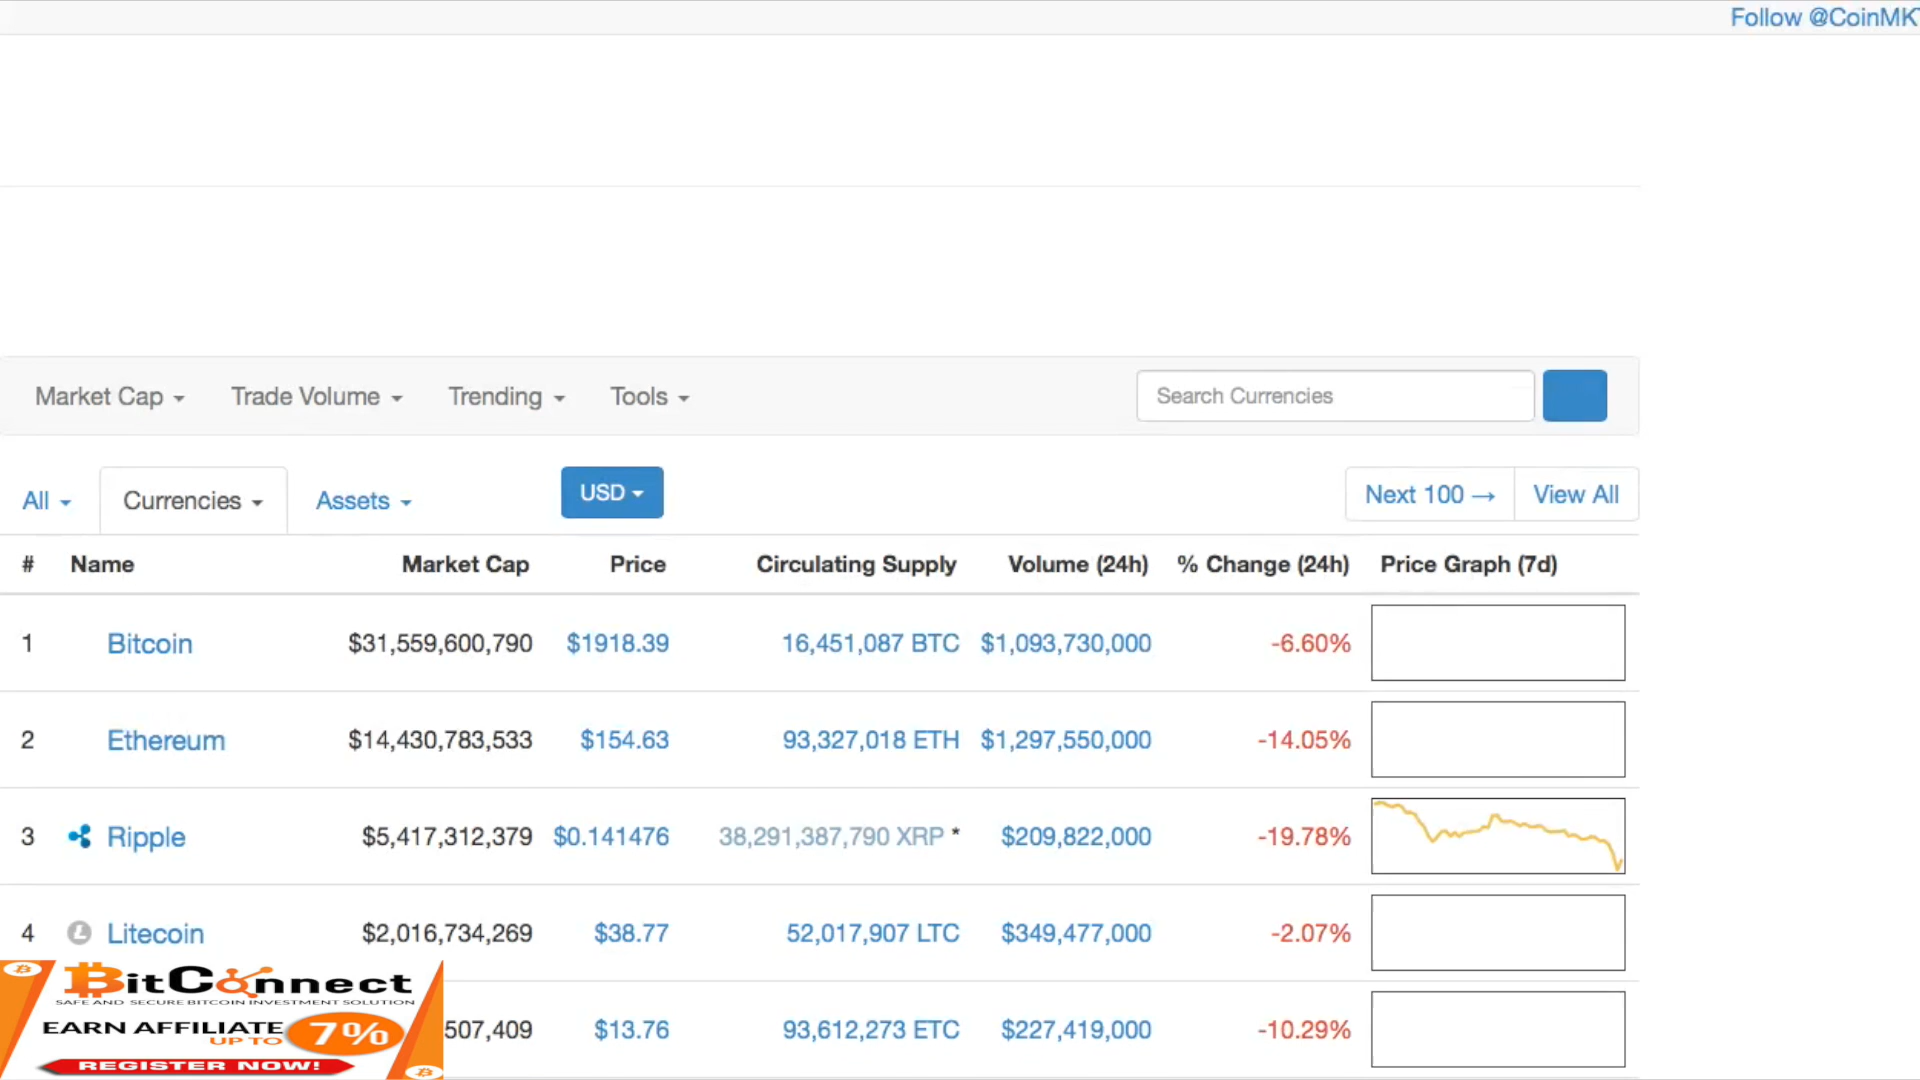 Follow @CoinMK
Market Cap Trade Volume Trending Tools Search Currencies
All Currencies Assets USD Next 100 → View All
# Name Market Cap Price Circulating Supply Volume (24h) % Change (24h) Price Graph (7d)
1 Bitcoin $31,559,600,790 $1918.39 16,451,087 BTC $1,093,730,000 -6.60%
2 Ethereum $14,430,783,533 $154.63 93,327,018 ETH $1,297,550,000 -14.05%
3 Ripple $5,417,312,379 $0.141476 38,291,387,790 XRP * $209,822,000 -19.78%
4 Litecoin $2,016,734,269 $38.77 52,017,907 LTC $349,477,000 -2.07%
507,409 $13.76 93,612,273 ETC $227,419,000 -10.29%
BitConnect
SAFE AND SECURE BITCOIN INVESTMENT SOLUTION
EARN AFFILIATE
UP TO 7%
REGISTER NOW!